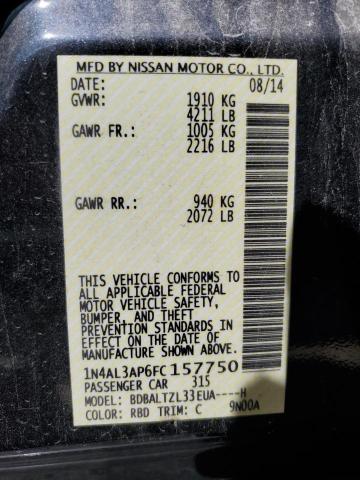 MFD BY NISSAN MOTOR CO., LTD.
DATE: 08/14
GVWR: 1910 KG
4211 LB
GAWR FR.: 1005 KG
2216 LB
GAWR RR.: 940 KG
2072 LB
THIS VEHICLE CONFORMS TO
ALL APPLICABLE FEDERAL
MOTOR VEHICLE SAFETY,
BUMPER, AND THEFT
PREVENTION STANDARDS IN
EFFECT ON THE DATE OF
MANUFACTURE SHOWN ABOVE.
1N4AL3AP6FC157750
PASSENGER CAR 315
MODEL: BDBALTZL33EUA----H
COLOR: RBD TRIM: C 9N00A